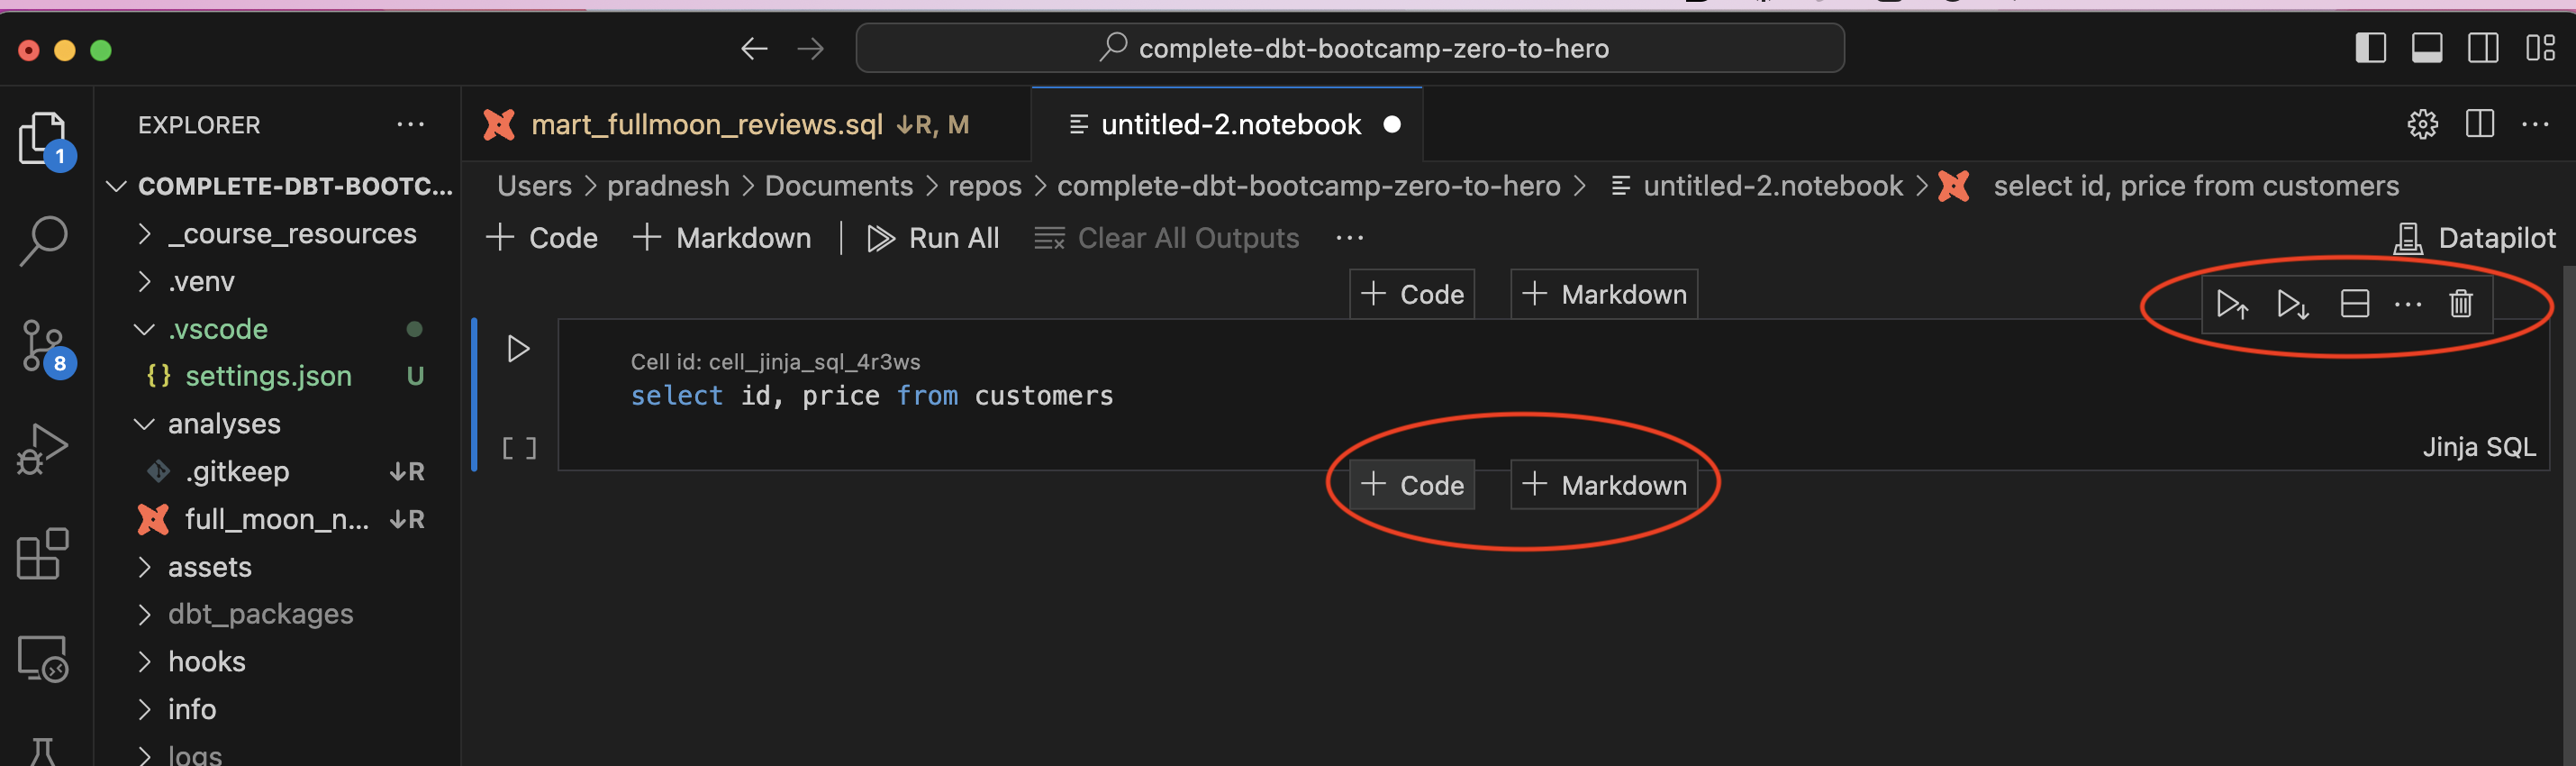 complete-dbt-bootcamp-zero-to-hero
EXPLORER ...
mart_fullmoon_reviews.sql ↓R, M
untitled-2.notebook
1
COMPLETE-DBT-BOOTC...
Users > pradnesh > Documents > repos > complete-dbt-bootcamp-zero-to-hero > untitled-2.notebook > select id, price from customers
_course_resources
+ Code + Markdown | Run All Clear All Outputs ...
Datapilot
.venv
+ Code + Markdown
...
.vscode
8
{} settings.json U
Cell id: cell_jinja_sql_4r3ws
select id, price from customers
analyses
[ ]
Jinja SQL
.gitkeep ↓R
+ Code + Markdown
full_moon_n... ↓R
assets
dbt_packages
hooks
info
logs